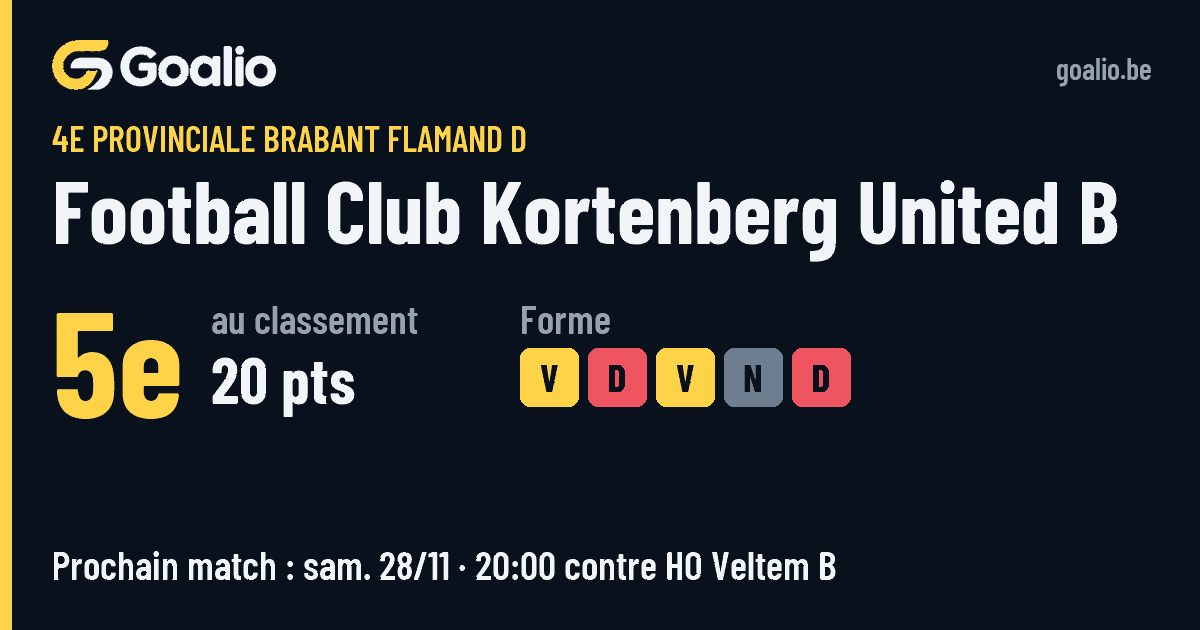 Goalio
goalio.be
4E PROVINCIALE BRABANT FLAMAND D
Football Club Kortenberg United B
5e
au classement
20 pts
Forme
V D V N D
Prochain match : sam. 28/11 · 20:00 contre HO Veltem B